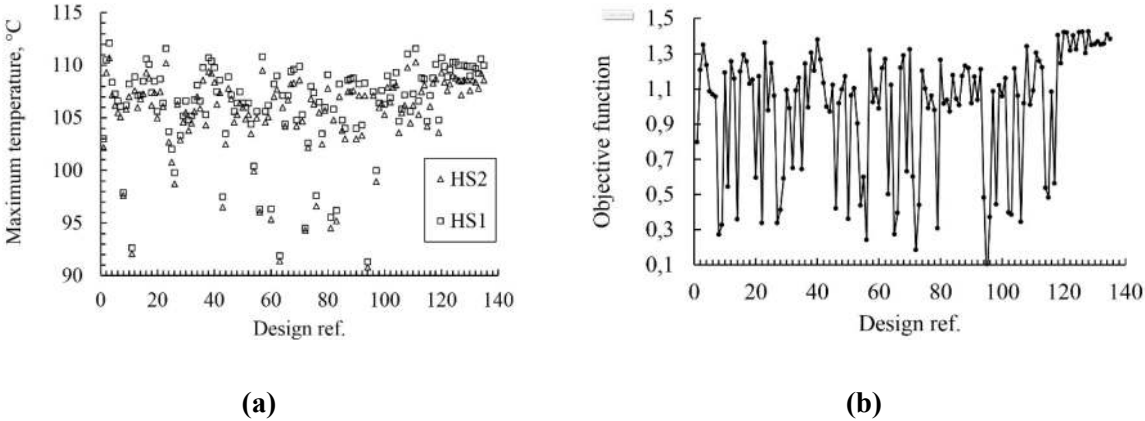 Maximum temperature, °C
115
110
105
100
95
90
HS2
HS1
0 20 40 60 80 100 120 140
Design ref.
(a)
Objective function
1,5
1,3
1,1
0,9
0,7
0,5
0,3
0,1
0 20 40 60 80 100 120 140
Design ref.
(b)